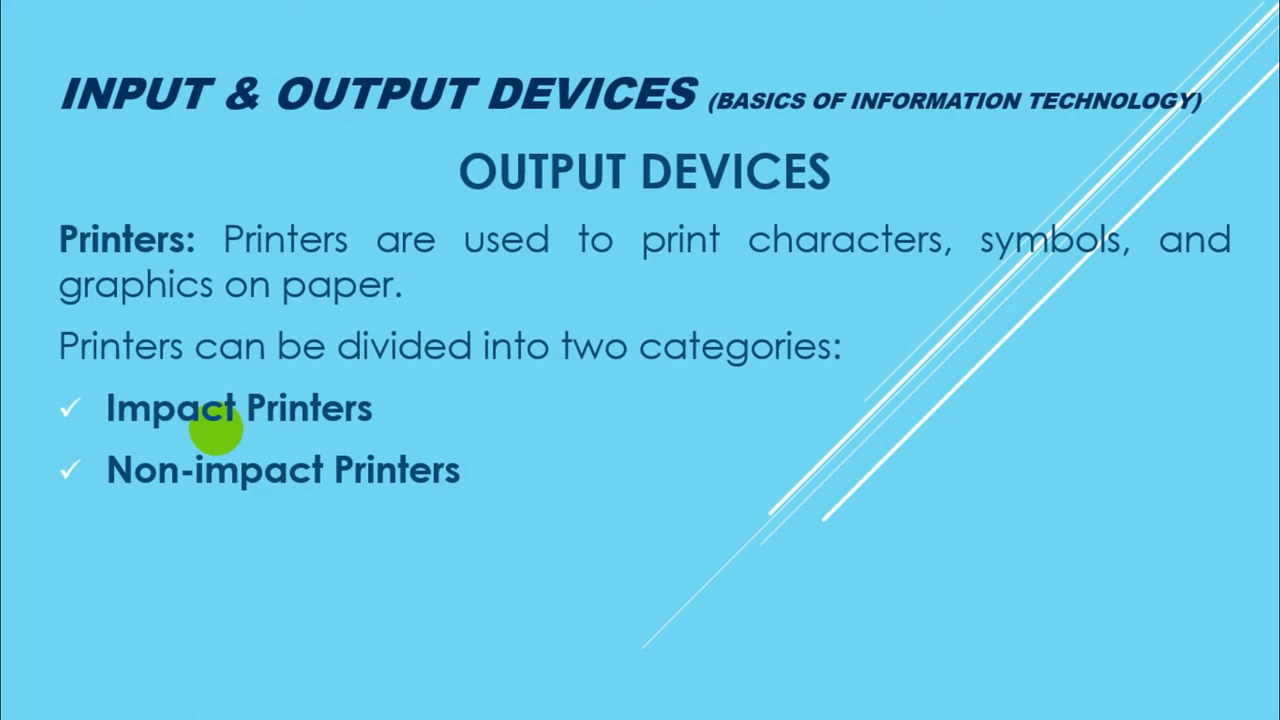 INPUT & OUTPUT DEVICES (BASICS OF INFORMATION TECHNOLOGY)
OUTPUT DEVICES
Printers: Printers are used to print characters, symbols, and
graphics on paper.
Printers can be divided into two categories:
✓ Impact Printers
✓ Non-impact Printers